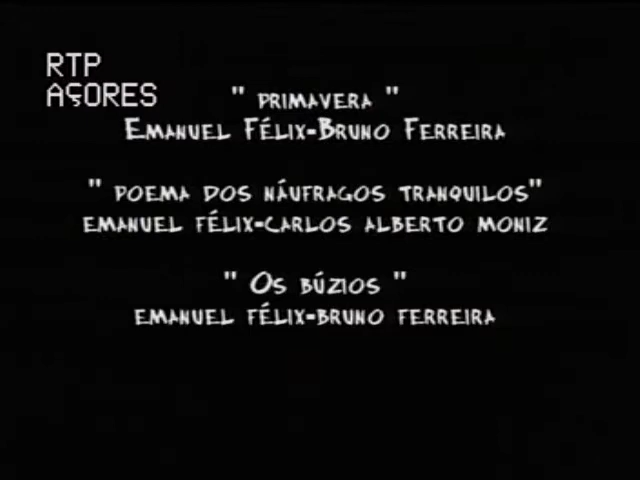 RTP
AÇORES
" PRIMAVERA "
EMANUEL FÉLIX-BRUNO FERREIRA
" POEMA DOS NÁUFRAGOS TRANQUILOS"
EMANUEL FÉLIX-CARLOS ALBERTO MONIZ
" OS BÚZIOS "
EMANUEL FÉLIX-BRUNO FERREIRA